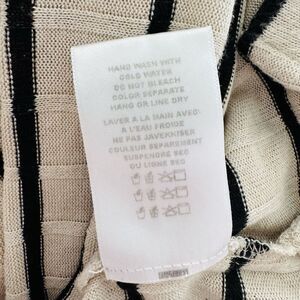 HAND WASH WITH
COLD WATER
DO NOT BLEACH
COLOR SEPARATE
HANG OR LINE DRY
LAVER A LA MAIN AVEC
A L'EAU FROIDE
NE PAS JAVEKKISER
COULEUR SEPAREMENT
SUSPENDRE SEC
OU LIGNE SEC